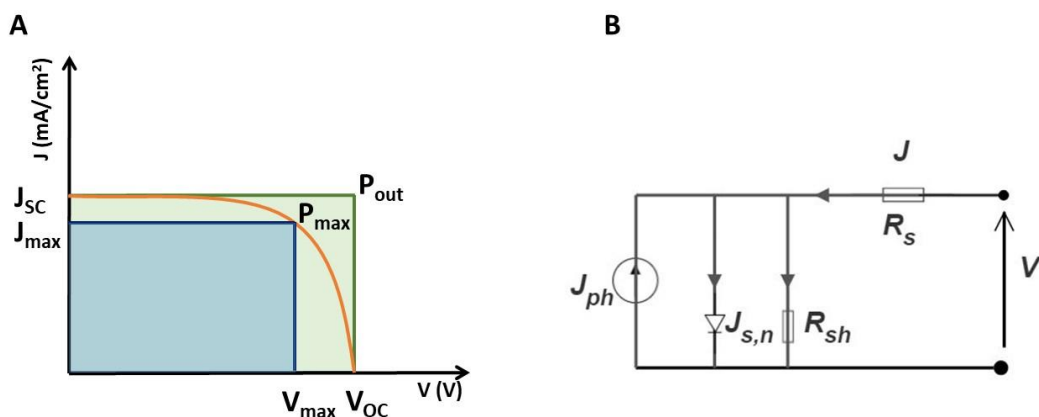 A
J (mA/cm²)
J_SC
P_out
J_max
P_max
V_max
V_OC
V (V)
B
J
R_s
J_ph
J_s,n
R_sh
V